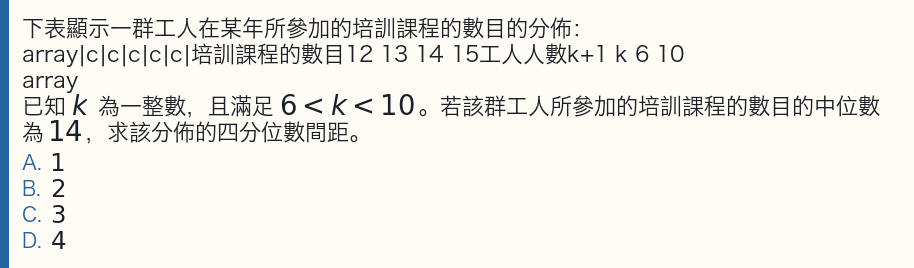 下表顯示一群工人在某年所參加的培訓課程的數目的分佈：
array|c|c|c|c|c|培訓課程的數目12 13 14 15工人人數k+1 k 6 10
array
已知 k 為一整數，且滿足 6 < k < 10。若該群工人所參加的培訓課程的數目的中位數
為 14，求該分佈的四分位數間距。
A. 1
B. 2
C. 3
D. 4